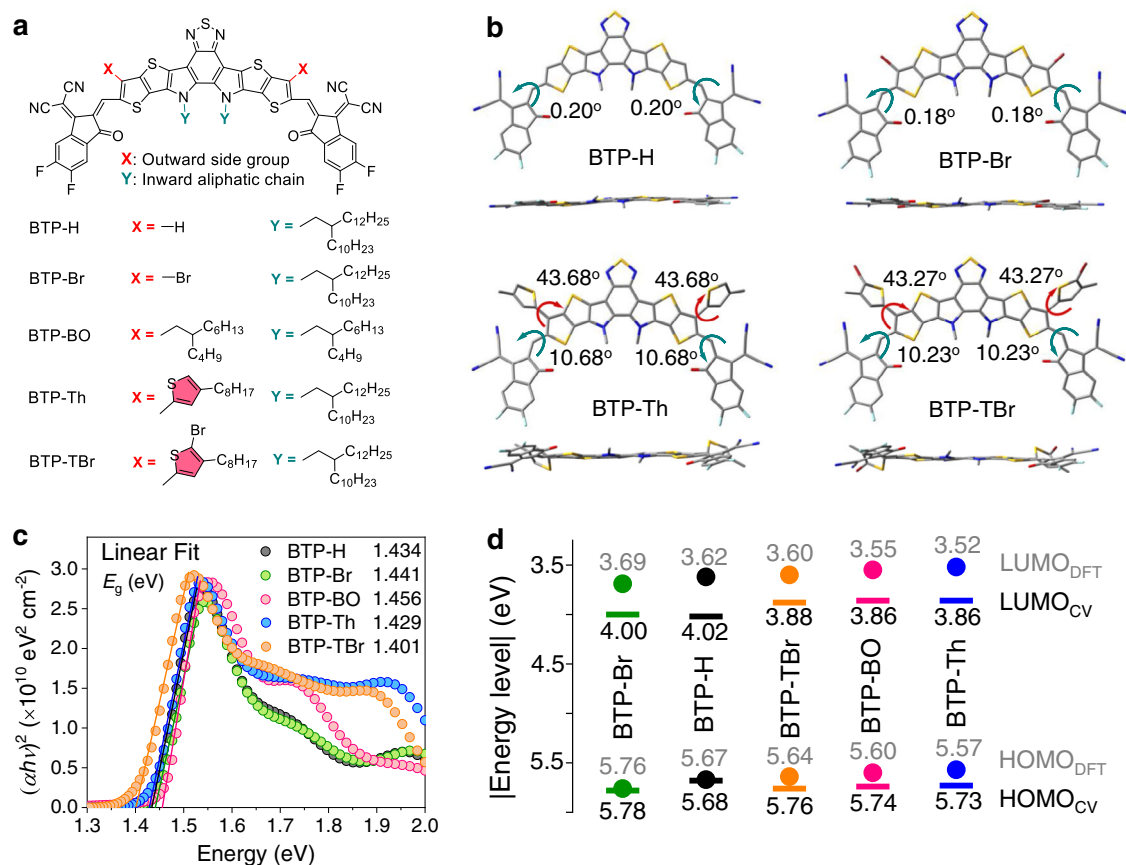 a
N S N
X S S X
S N N S
NC CN Y Y NC CN
O O
F F F F
X: Outward side group
Y: Inward aliphatic chain
BTP-H X = —H Y = C12H25
C10H23
BTP-Br X = —Br Y = C12H25
C10H23
BTP-BO X = C6H13 Y = C6H13
C4H9 C4H9
BTP-Th X = S C8H17 Y = C12H25
C10H23
BTP-TBr X = Br S C8H17 Y = C12H25
C10H23
b
0.20° 0.20°
BTP-H
0.18° 0.18°
BTP-Br
43.68° 43.68°
10.68° 10.68°
BTP-Th
43.27° 43.27°
10.23° 10.23°
BTP-TBr
c
Linear Fit
Eg (eV)
BTP-H 1.434
BTP-Br 1.441
BTP-BO 1.456
BTP-Th 1.429
BTP-TBr 1.401
(αhν)² (×10¹⁰ eV² cm⁻²)
3.0
2.5
2.0
1.5
1.0
0.5
0.0
1.3 1.4 1.5 1.6 1.7 1.8 1.9 2.0
Energy (eV)
d
|Energy level| (eV)
3.5
4.5
5.5
3.69 3.62 3.60 3.55 3.52 LUMO_DFT
4.00 4.02 3.88 3.86 3.86 LUMO_CV
BTP-Br BTP-H BTP-TBr BTP-BO BTP-Th
5.76 5.67 5.64 5.60 5.57 HOMO_DFT
5.78 5.68 5.76 5.74 5.73 HOMO_CV